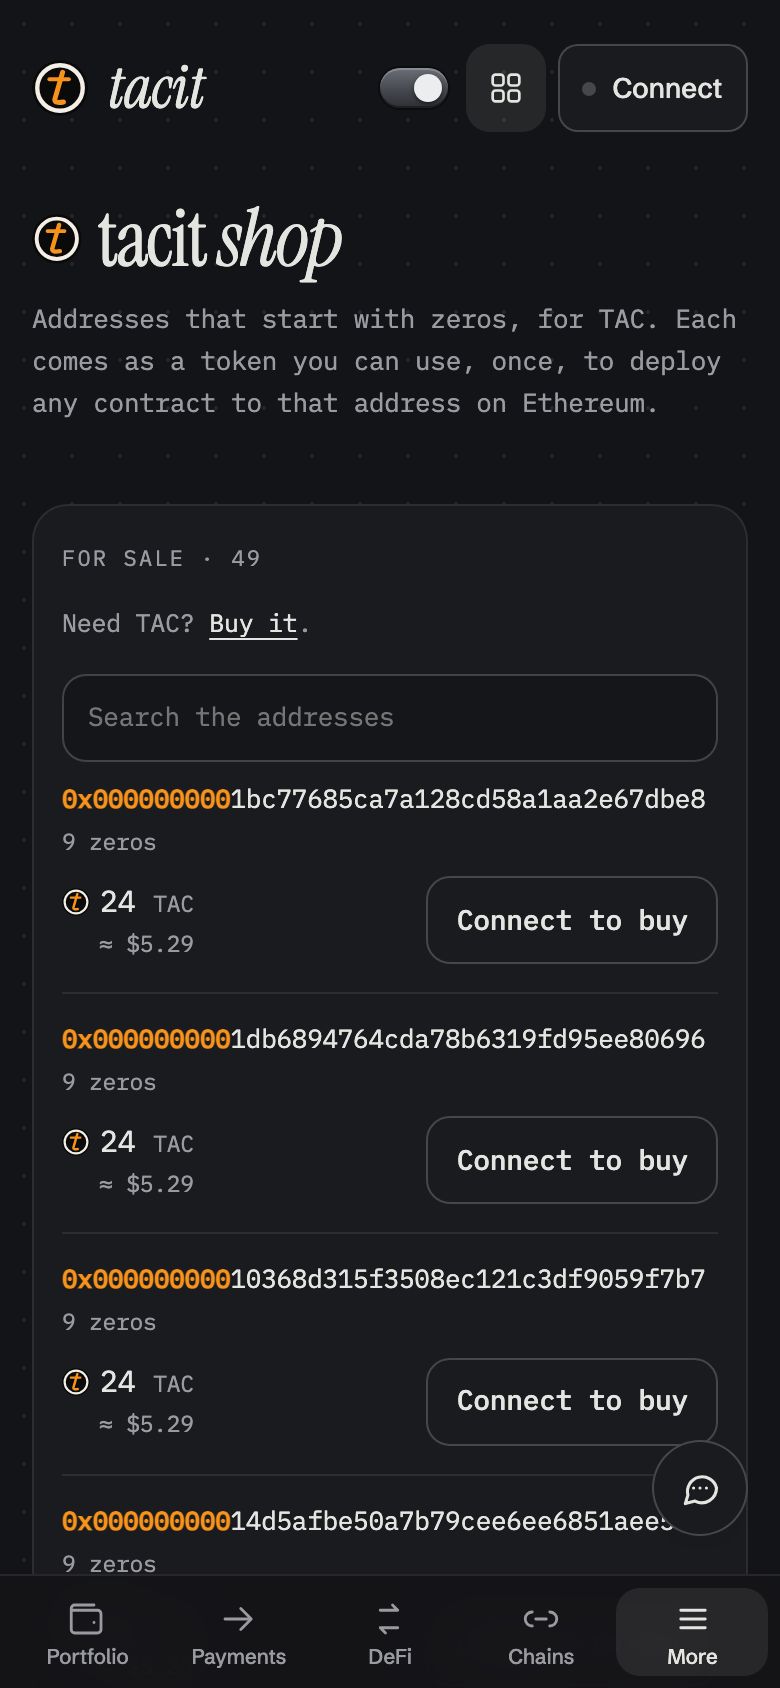 tacit
Connect
tacit shop
Addresses that start with zeros, for TAC. Each
comes as a token you can use, once, to deploy
any contract to that address on Ethereum.
FOR SALE · 49
Need TAC? Buy it.
Search the addresses
0x0000000001bc77685ca7a128cd58a1aa2e67dbe8
9 zeros
24 TAC
Connect to buy
≈ $5.29
0x0000000001db6894764cda78b6319fd95ee80696
9 zeros
24 TAC
Connect to buy
≈ $5.29
0x00000000010368d315f3508ec121c3df9059f7b7
9 zeros
24 TAC
Connect to buy
≈ $5.29
0x00000000014d5afbe50a7b79cee6ee6851aee
9 zeros
Portfolio
Payments
DeFi
Chains
More